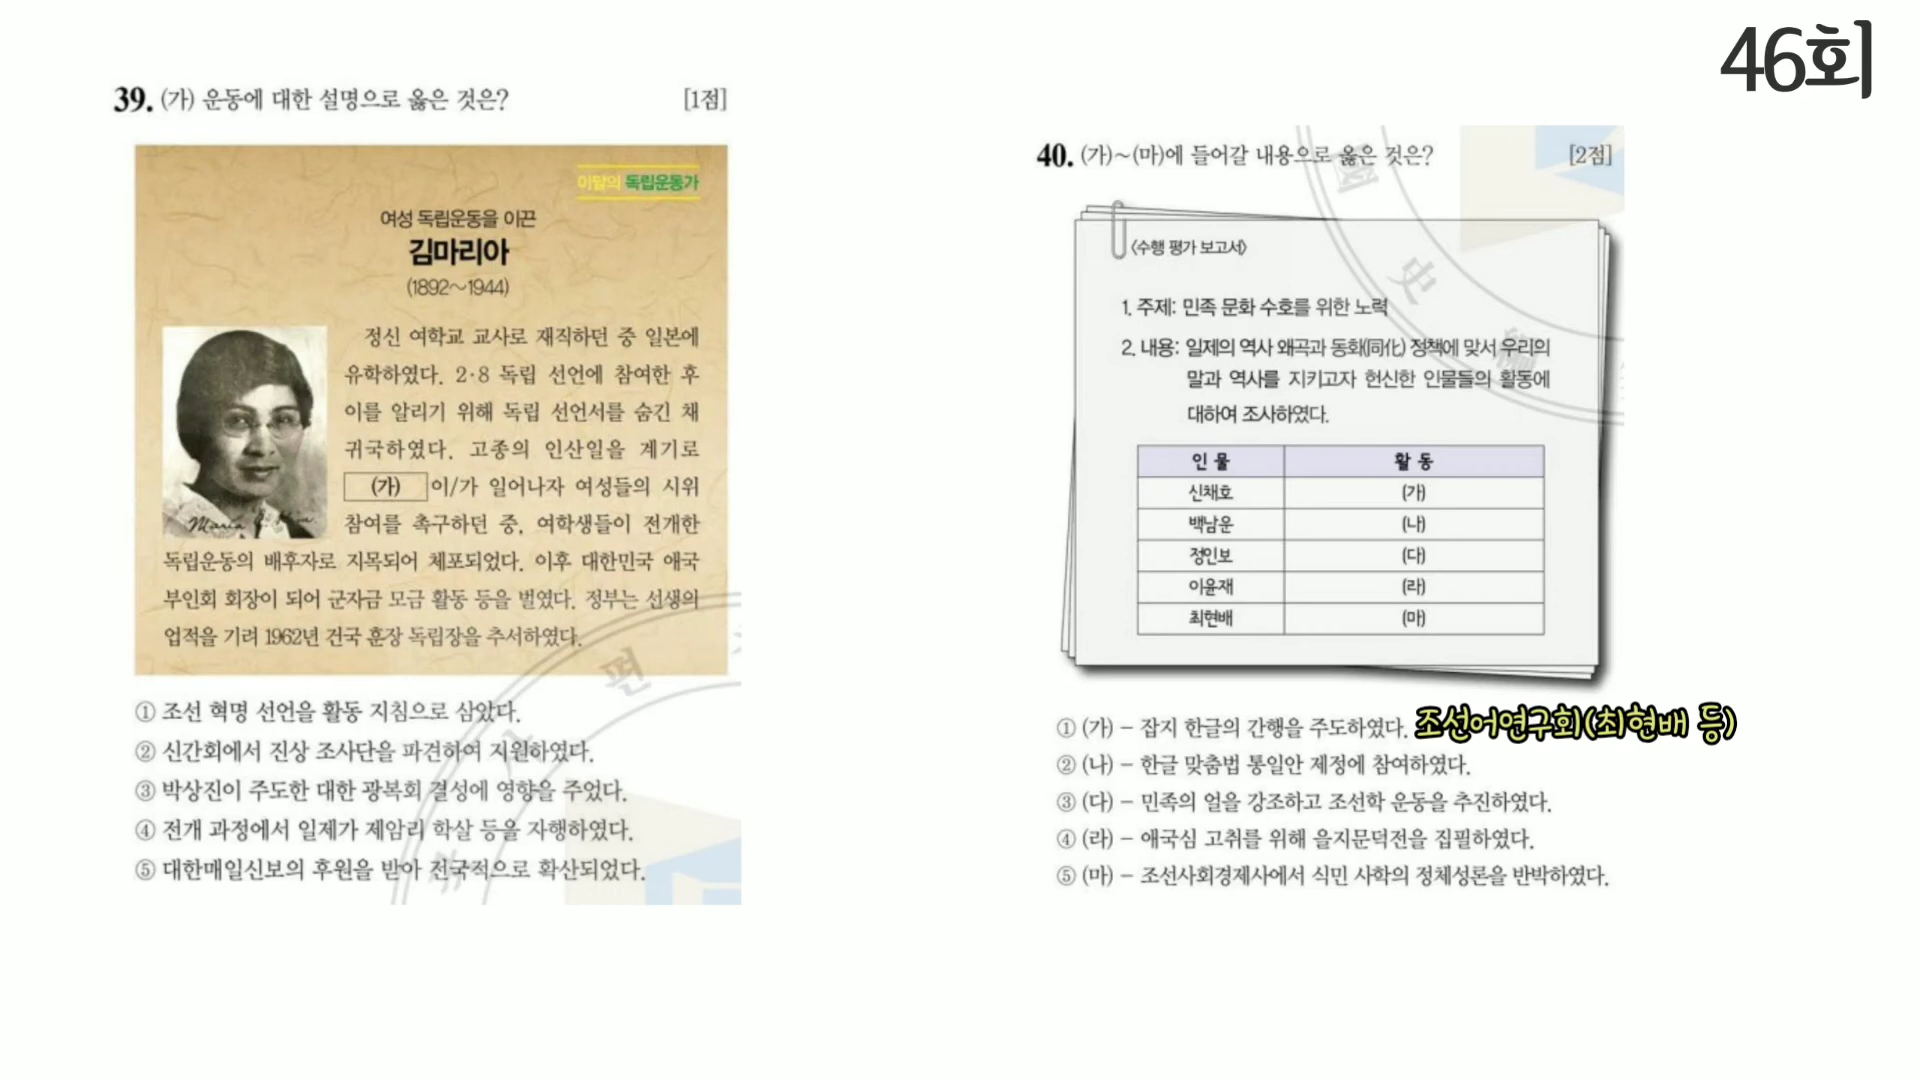 46회
39. (가) 운동에 대한 설명으로 옳은 것은? [1점]
이달의 독립운동가
여성 독립운동을 이끈
김마리아
(1892~1944)
정신 여학교 교사로 재직하던 중 일본에
유학하였다. 2·8 독립 선언에 참여한 후
이를 알리기 위해 독립 선언서를 숨긴 채
귀국하였다. 고종의 인산일을 계기로
(가) 이/가 일어나자 여성들의 시위
참여를 촉구하던 중, 여학생들이 전개한
독립운동의 배후자로 지목되어 체포되었다. 이후 대한민국 애국
부인회 회장이 되어 군자금 모금 활동 등을 벌였다. 정부는 선생의
업적을 기려 1962년 건국 훈장 독립장을 추서하였다.
① 조선 혁명 선언을 활동 지침으로 삼았다.
② 신간회에서 진상 조사단을 파견하여 지원하였다.
③ 박상진이 주도한 대한 광복회 결성에 영향을 주었다.
④ 전개 과정에서 일제가 제암리 학살 등을 자행하였다.
⑤ 대한매일신보의 후원을 받아 전국적으로 확산되었다.
40. (가)~(마)에 들어갈 내용으로 옳은 것은? [2점]
<수행 평가 보고서>
1. 주제: 민족 문화 수호를 위한 노력
2. 내용: 일제의 역사 왜곡과 동화(同化) 정책에 맞서 우리의
말과 역사를 지키고자 헌신한 인물들의 활동에
대하여 조사하였다.
인물 활동
신채호 (가)
백남운 (나)
정인보 (다)
이윤재 (라)
최현배 (마)
① (가) - 잡지 한글의 간행을 주도하였다. 조선어연구회(최현배 등)
② (나) - 한글 맞춤법 통일안 제정에 참여하였다.
③ (다) - 민족의 얼을 강조하고 조선학 운동을 추진하였다.
④ (라) - 애국심 고취를 위해 을지문덕전을 집필하였다.
⑤ (마) - 조선사회경제사에서 식민 사학의 정체성론을 반박하였다.